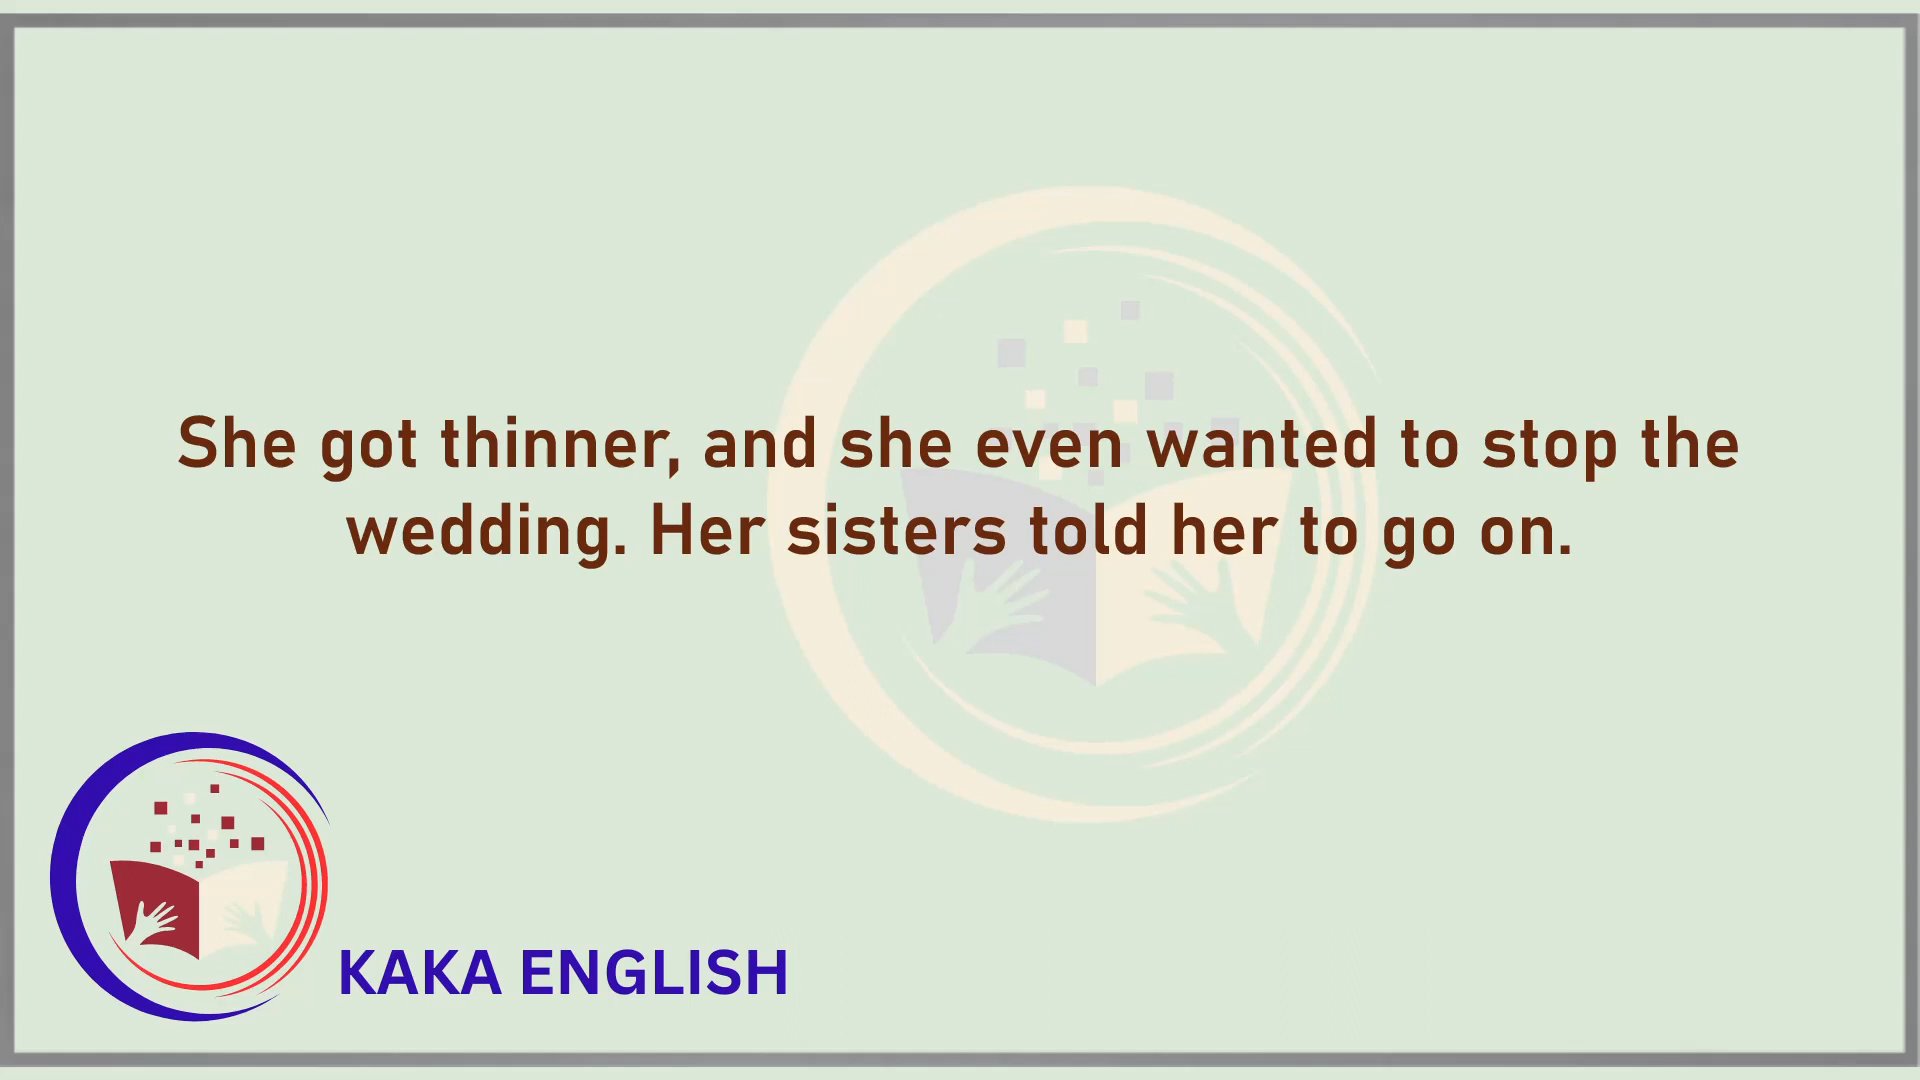 She got thinner, and she even wanted to stop the
wedding. Her sisters told her to go on.
KAKA ENGLISH